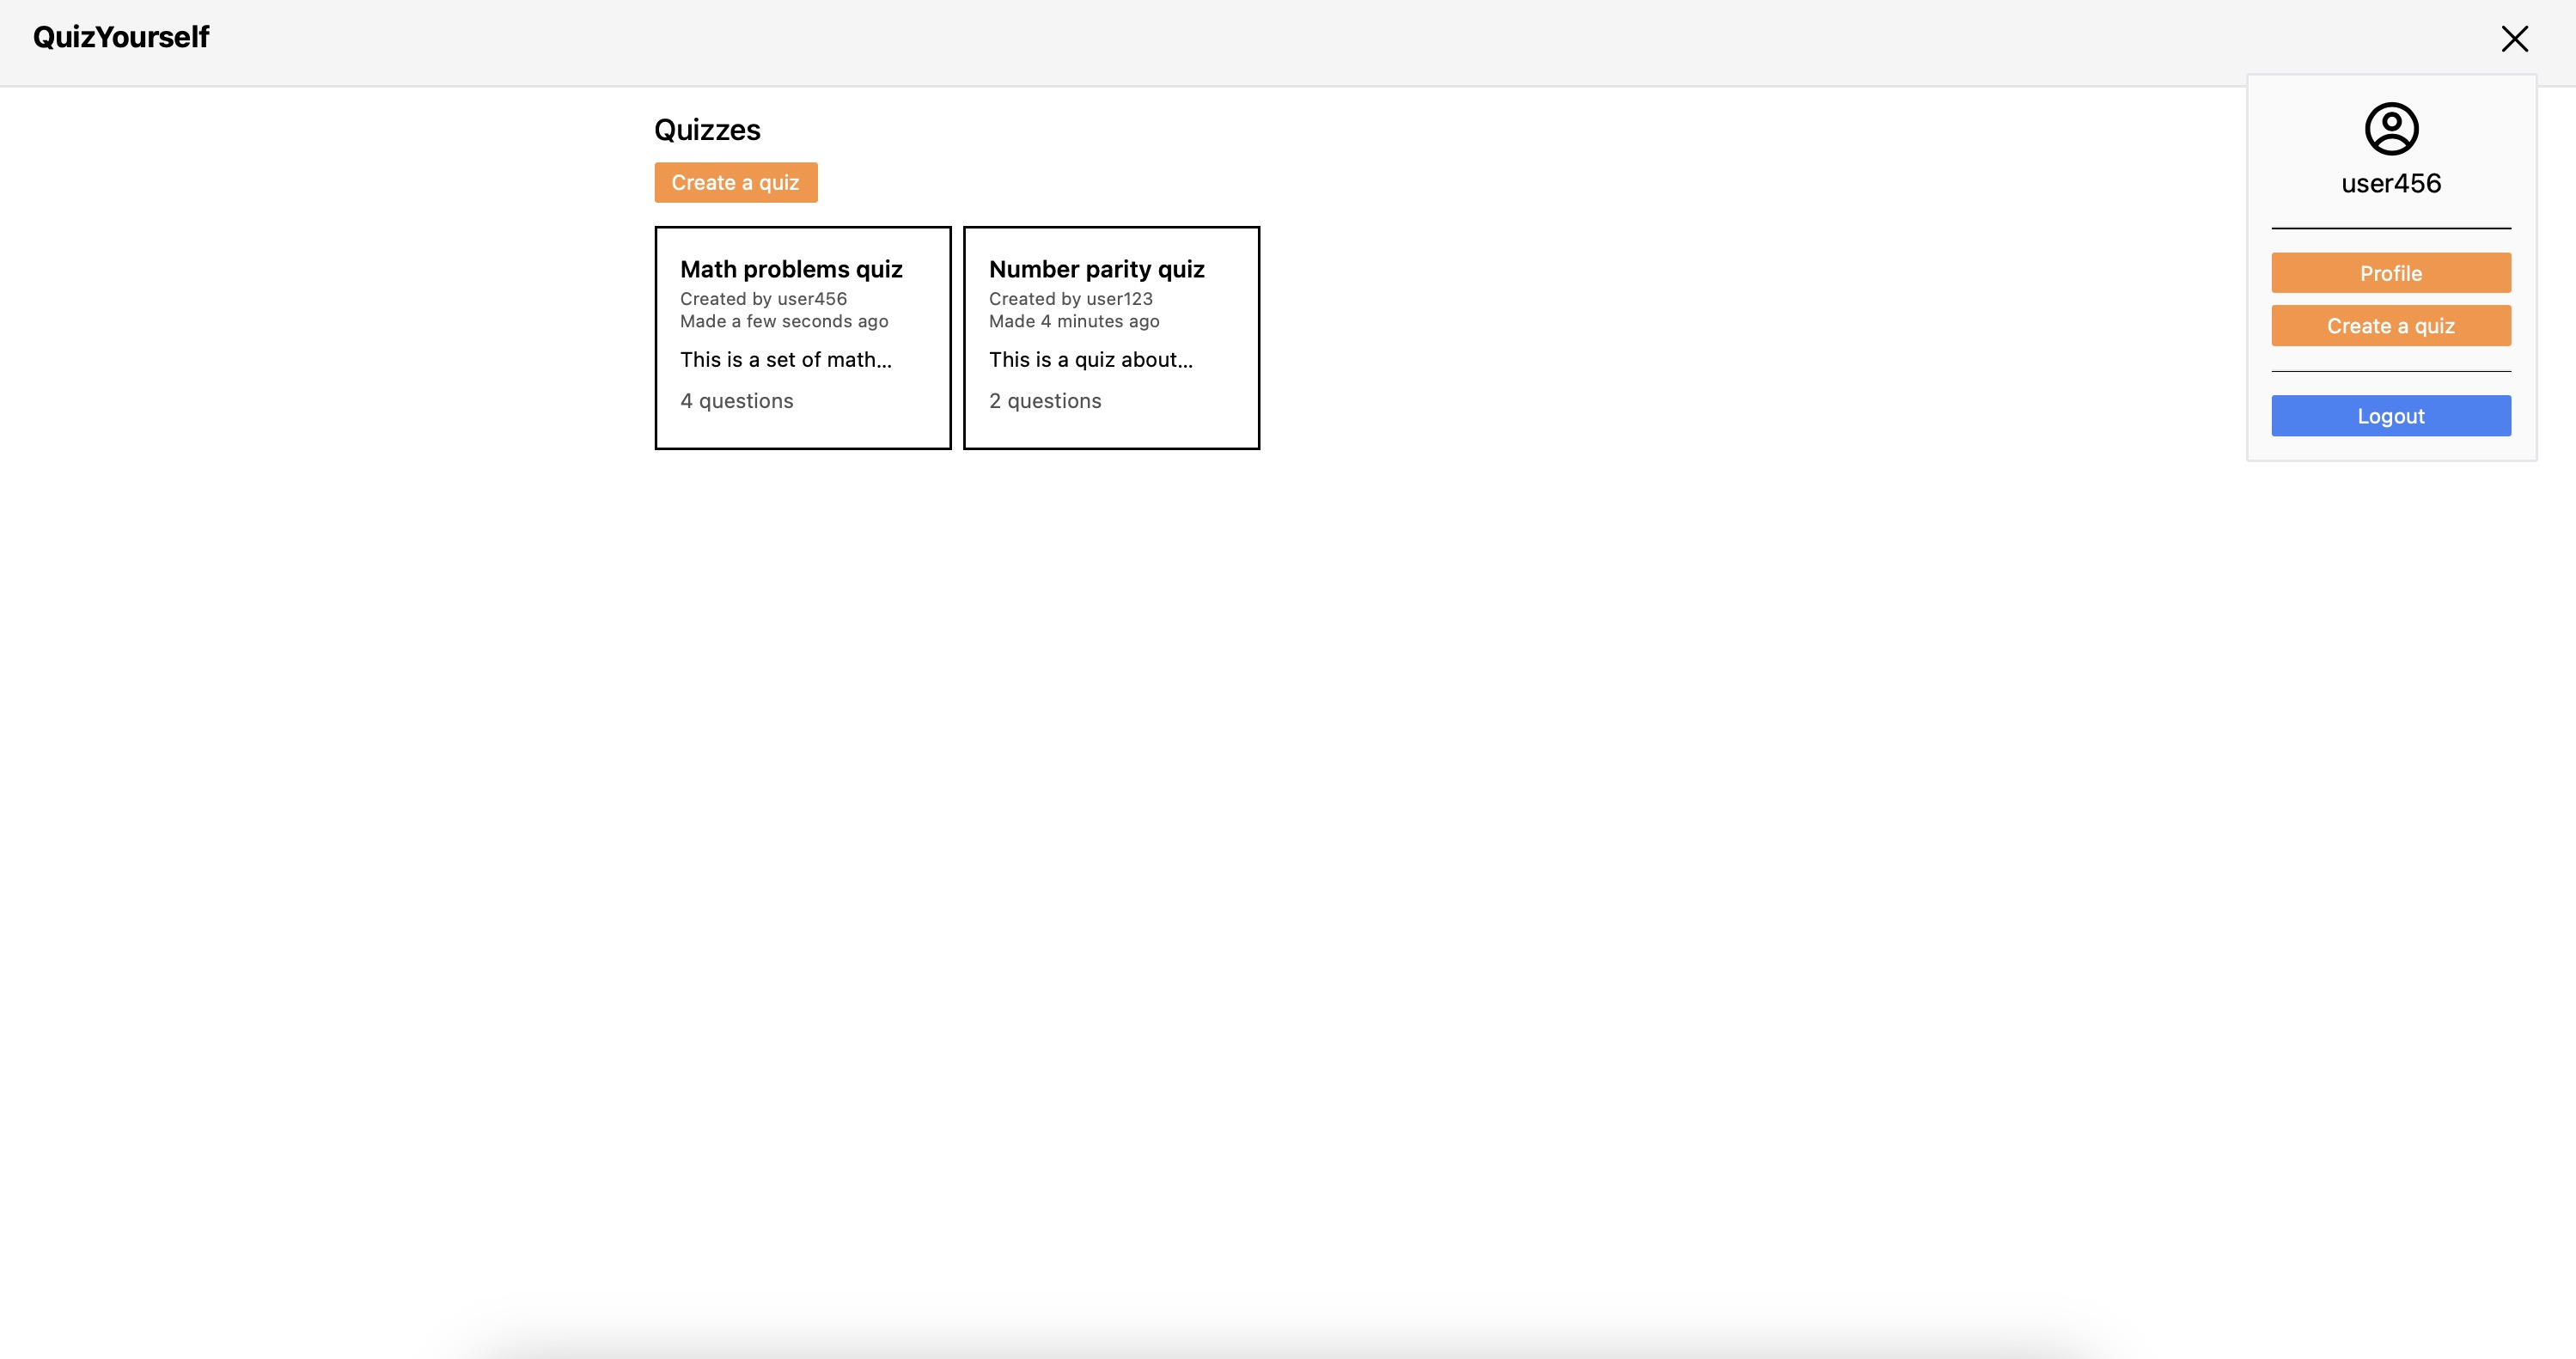 QuizYourself
Quizzes
Create a quiz
Math problems quiz
Created by user456
Made a few seconds ago
This is a set of math...
4 questions
Number parity quiz
Created by user123
Made 4 minutes ago
This is a quiz about...
2 questions
user456
Profile
Create a quiz
Logout